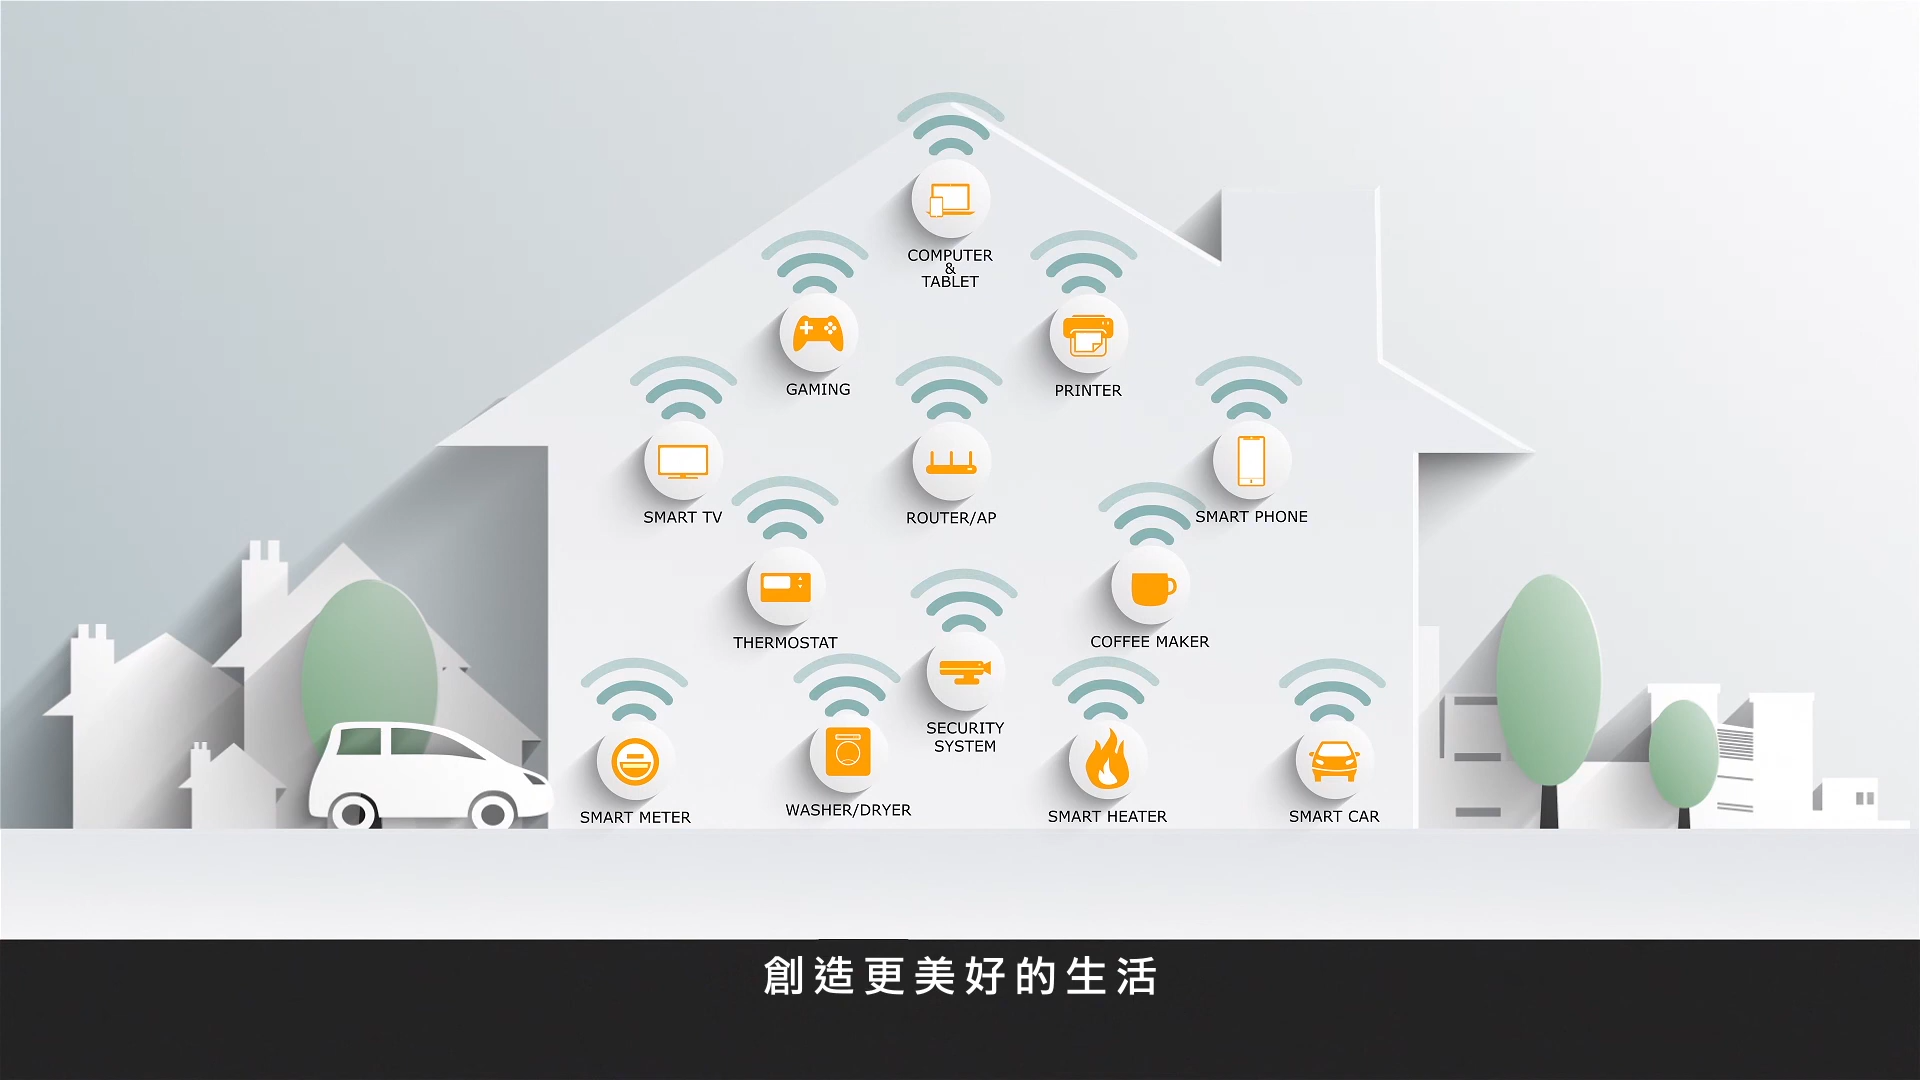 COMPUTER
&
TABLET
GAMING
PRINTER
SMART TV
ROUTER/AP
SMART PHONE
THERMOSTAT
COFFEE MAKER
SECURITY
SYSTEM
SMART METER
WASHER/DRYER
SMART HEATER
SMART CAR
創造更美好的生活